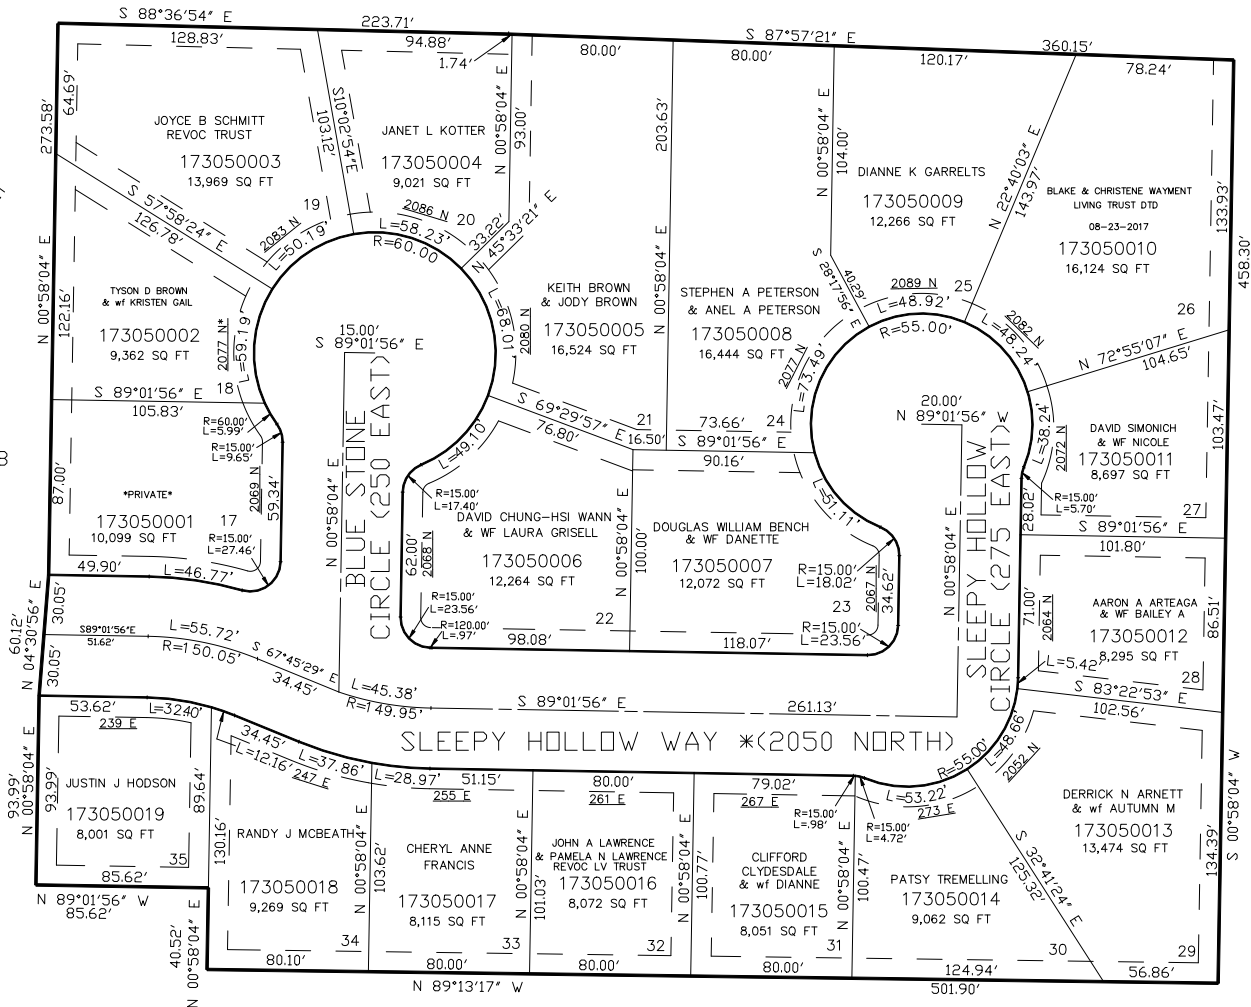 S 88°36'54" E
223.71'
S 87°57'21" E
360.15'
128.83'
94.88'
1.74'
80.00'
80.00'
120.17'
78.24'
64.69'
273.58'
S10°02'54"E
103.12'
N 00°58'04" E
93.00'
203.63'
N 00°58'04" E
104.00'
N 22°40'03" E
143.97'
133.93'
458.30'
JOYCE B SCHMITT
REVOC TRUST
173050003
13,969 SQ FT
19
JANET L KOTTER
173050004
9,021 SQ FT
20
DIANNE K GARRELTS
173050009
12,266 SQ FT
25
BLAKE & CHRISTENE WAYMENT
LIVING TRUST DTD
08-23-2017
173050010
16,124 SQ FT
26
S 57°58'24" E
126.78'
2083 N
L=50.19'
2086 N
L=58.23'
R=60.00
33.22'
N 45°33'21" E
L=68.01
2080 N
S 28°17'56" E
40.29'
2089 N
L=48.92'
R=55.00'
2082 N
L=48.24'
N 72°55'07" E
104.65'
N 00°58'04" E
122.16'
TYSON D BROWN
& wf KRISTEN GAIL
173050002
9,362 SQ FT
18
2077 N*
L=59.19'
15.00'
S 89°01'56" E
KEITH BROWN
& JODY BROWN
173050005
16,524 SQ FT
21
STEPHEN A PETERSON
& ANEL A PETERSON
173050008
16,444 SQ FT
24
2077 N
L=73.49'
20.00'
N 89°01'56" W
S 89°01'56" E
105.83'
R=60.00'
L=5.99'
R=15.00'
L=9.65'
S 69°29'57" E
76.80'
16.50'
73.66'
S 89°01'56" E
90.16'
L=38.24'
2072 N
DAVID SIMONICH
& WF NICOLE
173050011
8,697 SQ FT
27
103.47'
R=15.00'
L=5.70'
28.02'
S 89°01'56" E
101.80'
87.00'
*PRIVATE*
173050001
10,099 SQ FT
17
2069 N
59.34'
R=15.00'
L=27.46'
49.90'
L=46.77'
BLUE STONE
CIRCLE (250 EAST)
N 00°58'04" E
L=49.10'
R=15.00'
L=17.40'
62.00'
2068 N
DAVID CHUNG-HSI WANN
& WF LAURA GRISELL
173050006
12,264 SQ FT
22
R=15.00'
L=23.56'
R=120.00'
L=.97'
98.08'
N 00°58'04" E
100.00'
DOUGLAS WILLIAM BENCH
& WF DANETTE
173050007
12,072 SQ FT
23
L=51.11'
R=15.00'
L=18.02'
2067 N
34.62'
R=15.00'
L=23.56'
118.07'
N 00°58'04" E
SLEEPY HOLLOW
CIRCLE (275 EAST)
71.00'
2064 N
AARON A ARTEAGA
& WF BAILEY A
173050012
8,295 SQ FT
28
86.51'
L=5.42'
S 83°22'53" E
102.56'
60.12'
N 04°30'56" E
30.05'
30.05'
S89°01'56"E
51.62'
L=55.72'
R=150.05'
S 67°45'29" E
34.45'
L=45.38'
R=149.95'
S 89°01'56" E
261.13'
SLEEPY HOLLOW WAY *(2050 NORTH)
53.62'
239 E
L=32.40'
34.45'
L=12.16'
247 E
L=37.86'
L=28.97'
51.15'
255 E
80.00'
261 E
79.02'
267 E
R=15.00'
L=.98'
R=15.00'
L=4.72'
L=53.22'
273 E
R=55.00'
L=48.66'
2052 N
93.99'
N 00°58'04" E
93.99'
JUSTIN J HODSON
173050019
8,001 SQ FT
35
85.62'
89.64'
N 89°01'56" W
85.62'
40.52'
N 00°58'04" E
130.16'
RANDY J MCBEATH
173050018
9,269 SQ FT
34
80.10'
N 00°58'04" E
103.62'
CHERYL ANNE
FRANCIS
173050017
8,115 SQ FT
33
80.00'
N 00°58'04" E
101.03'
JOHN A LAWRENCE
& PAMELA N LAWRENCE
REVOC LV TRUST
173050016
8,072 SQ FT
32
80.00'
N 00°58'04" E
100.77'
CLIFFORD
CLYDESDALE
& wf DIANNE
173050015
8,051 SQ FT
31
80.00'
N 00°58'04" E
100.47'
PATSY TREMELLING
173050014
9,062 SQ FT
30
124.94'
S 32°41'24" E
125.32'
DERRICK N ARNETT
& wf AUTUMN M
173050013
13,474 SQ FT
29
134.39'
S 00°58'04" W
56.86'
N 89°13'17" W
501.90'